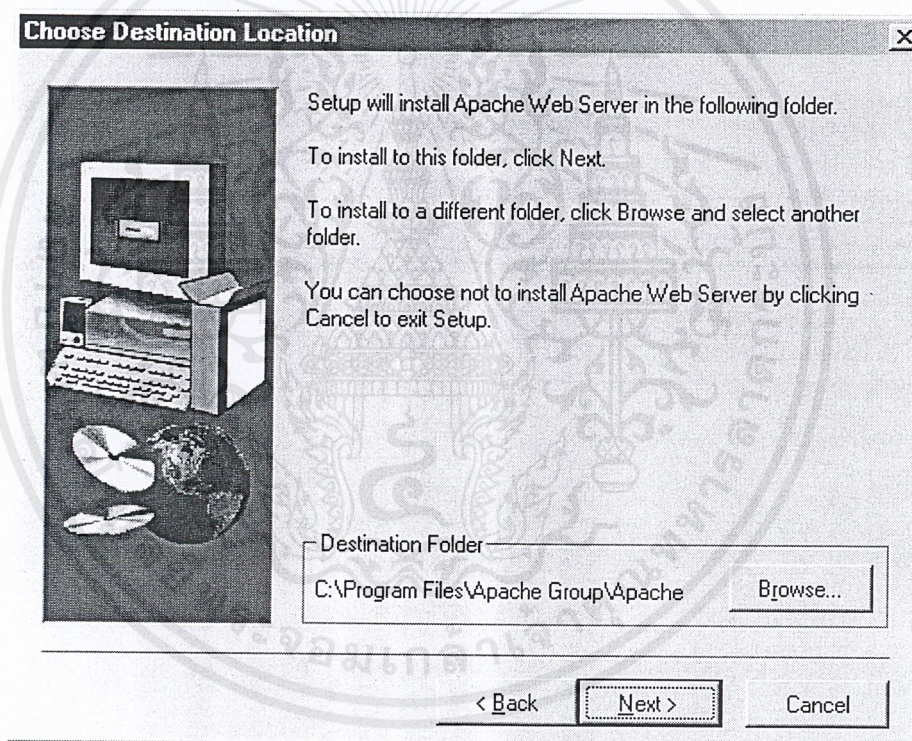 Choose Destination Location
Setup will install Apache Web Server in the following folder.
To install to this folder, click Next.
To install to a different folder, click Browse and select another
folder.
You can choose not to install Apache Web Server by clicking
Cancel to exit Setup.
Destination Folder
C:\Program Files\Apache Group\Apache
Browse...
< Back
Next >
Cancel